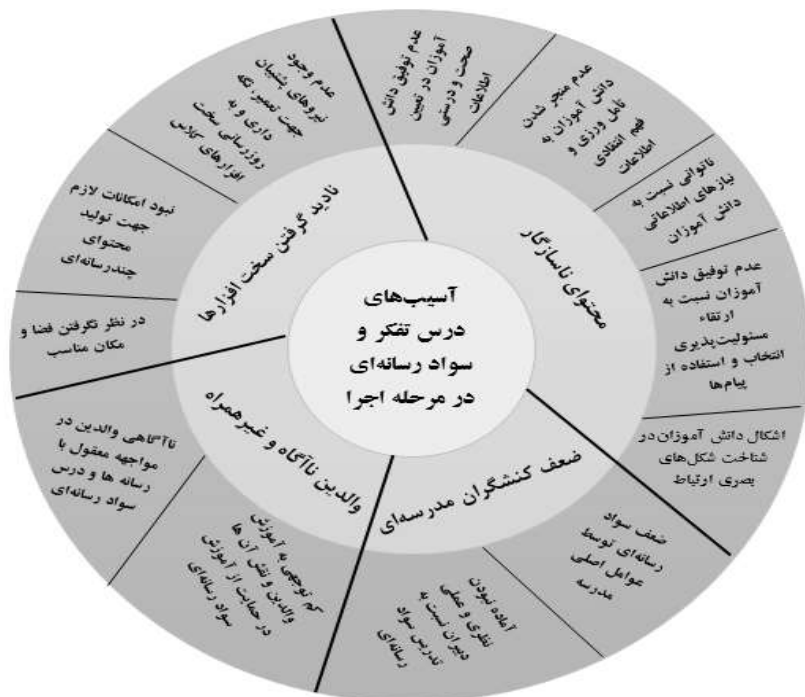 آسیب‌های
درس تفکر و
سواد رسانه‌ای
در مرحله اجرا
محتوای ناسازگار
عدم توفیق دانش
آموزان در تعیین
صحت و درستی
اطلاعات
عدم منجر شدن
دانش آموزان به
تأمل ورزی و
فهم انتقادی
اطلاعات
ناتوانی نسبت به
نیازهای اطلاعاتی
دانش آموزان
عدم توفیق دانش
آموزان نسبت به
ارتقاء
مسئولیت‌پذیری
انتخاب و استفاده از
پیام‌ها
اشکال دانش آموزان در
شناخت شکل‌های
بصری ارتباط
ضعف کنشگران مدرسه‌ای
ضعف سواد
رسانه‌ای توسط
عوامل اصلی
مدرسه
آماده نبودن
نظری و عملی
دبیران نسبت به
تدریس سواد
رسانه‌ای
والدین ناآگاه و غیرهمراه
کم توجهی به آموزش
والدین و نقش آن ها
در حمایت از آموزش
سواد رسانه‌ای
ناآگاهی والدین در
مواجهه معقول با
رسانه ها و درس
سواد رسانه‌ای
نادید گرفتن سخت افزارها
در نظر نگرفتن فضا و
مکان مناسب
نبود امکانات لازم
جهت تولید
محتوای
چندرسانه‌ای
عدم وجود
نیروهای پشتیبان
جهت تعمیر، نگه
داری و به
روزرسانی سخت
افزارهای کلاس